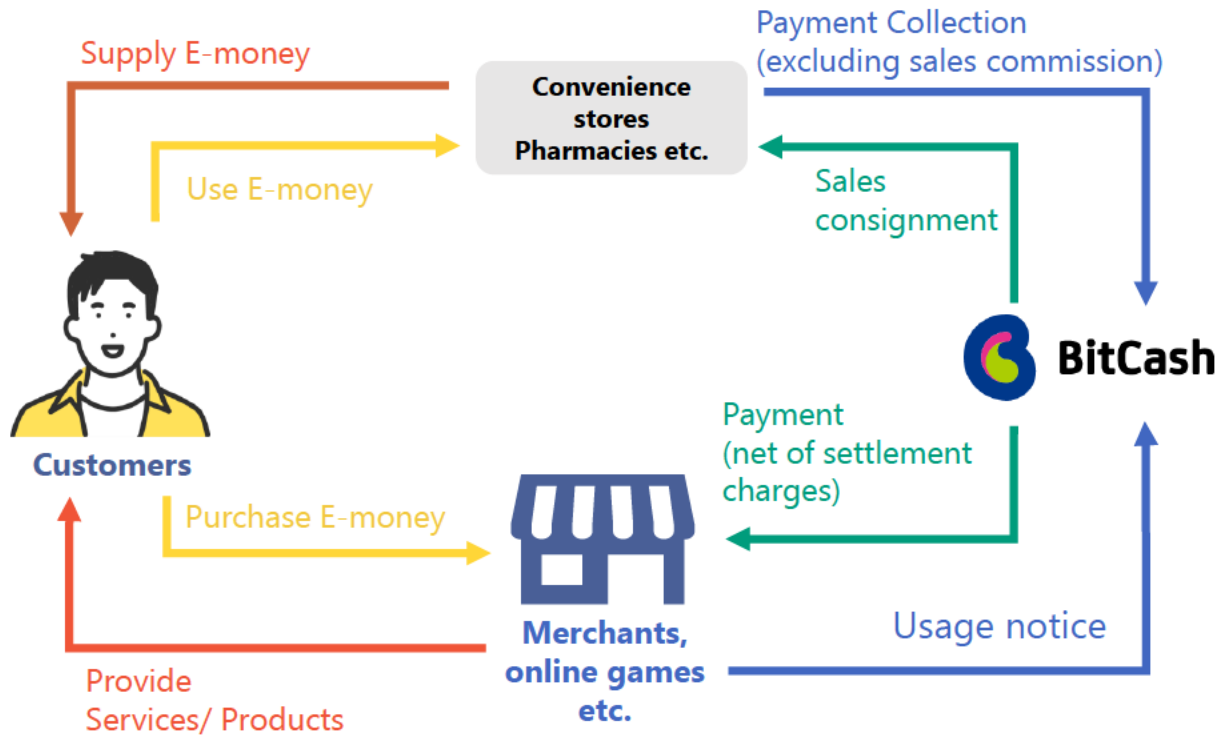 Supply E-money
Payment Collection
(excluding sales commission)
Convenience
stores
Pharmacies etc.
Use E-money
Sales
consignment
BitCash
Customers
Payment
(net of settlement
charges)
Purchase E-money
Merchants,
online games
etc.
Usage notice
Provide
Services/ Products